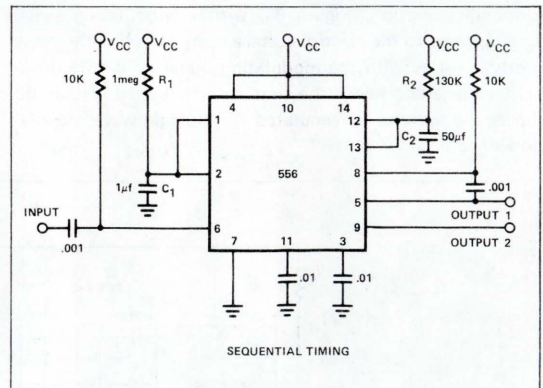 VCC VCC VCC VCC VCC
10K 1meg R1 R2 130K 10K
4 10 14
1 12
C2 50µf
13
2 556 8
1µf C1
.001
INPUT 5
OUTPUT 1
6 9
.001 OUTPUT 2
7 11 3
.01 .01
SEQUENTIAL TIMING